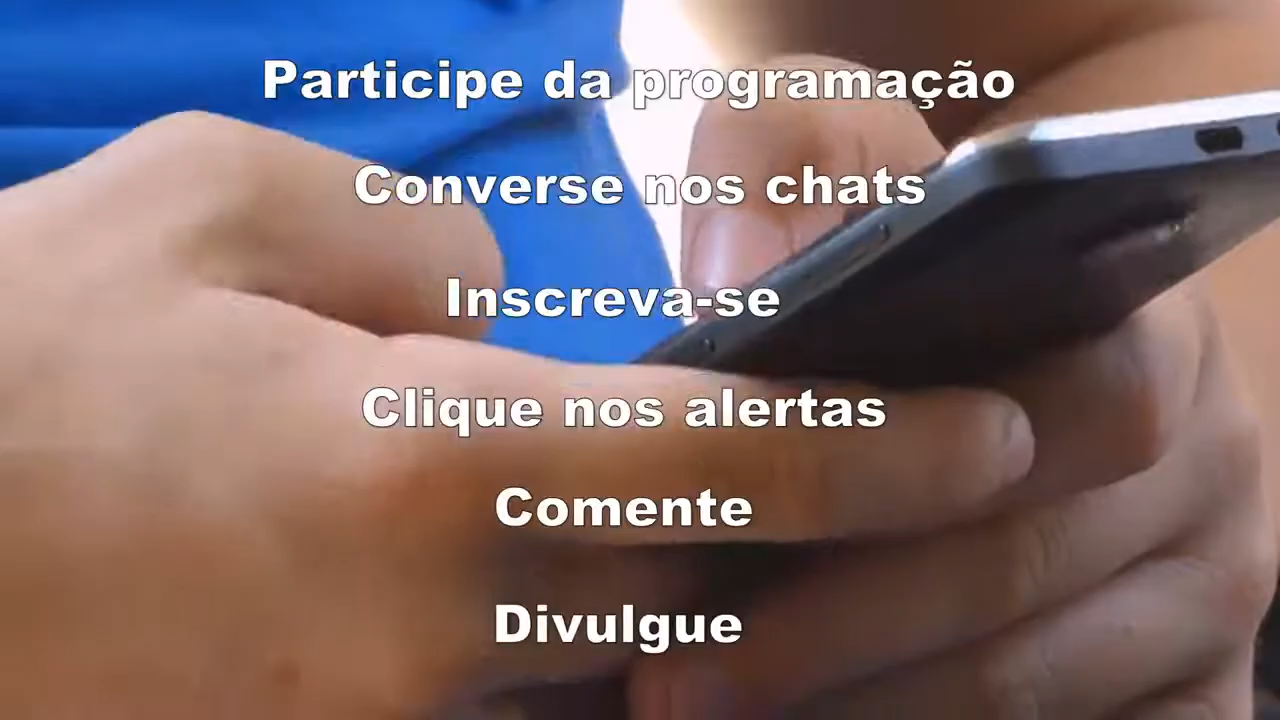 Participe da programação
Converse nos chats
Inscreva-se
Clique nos alertas
Comente
Divulgue